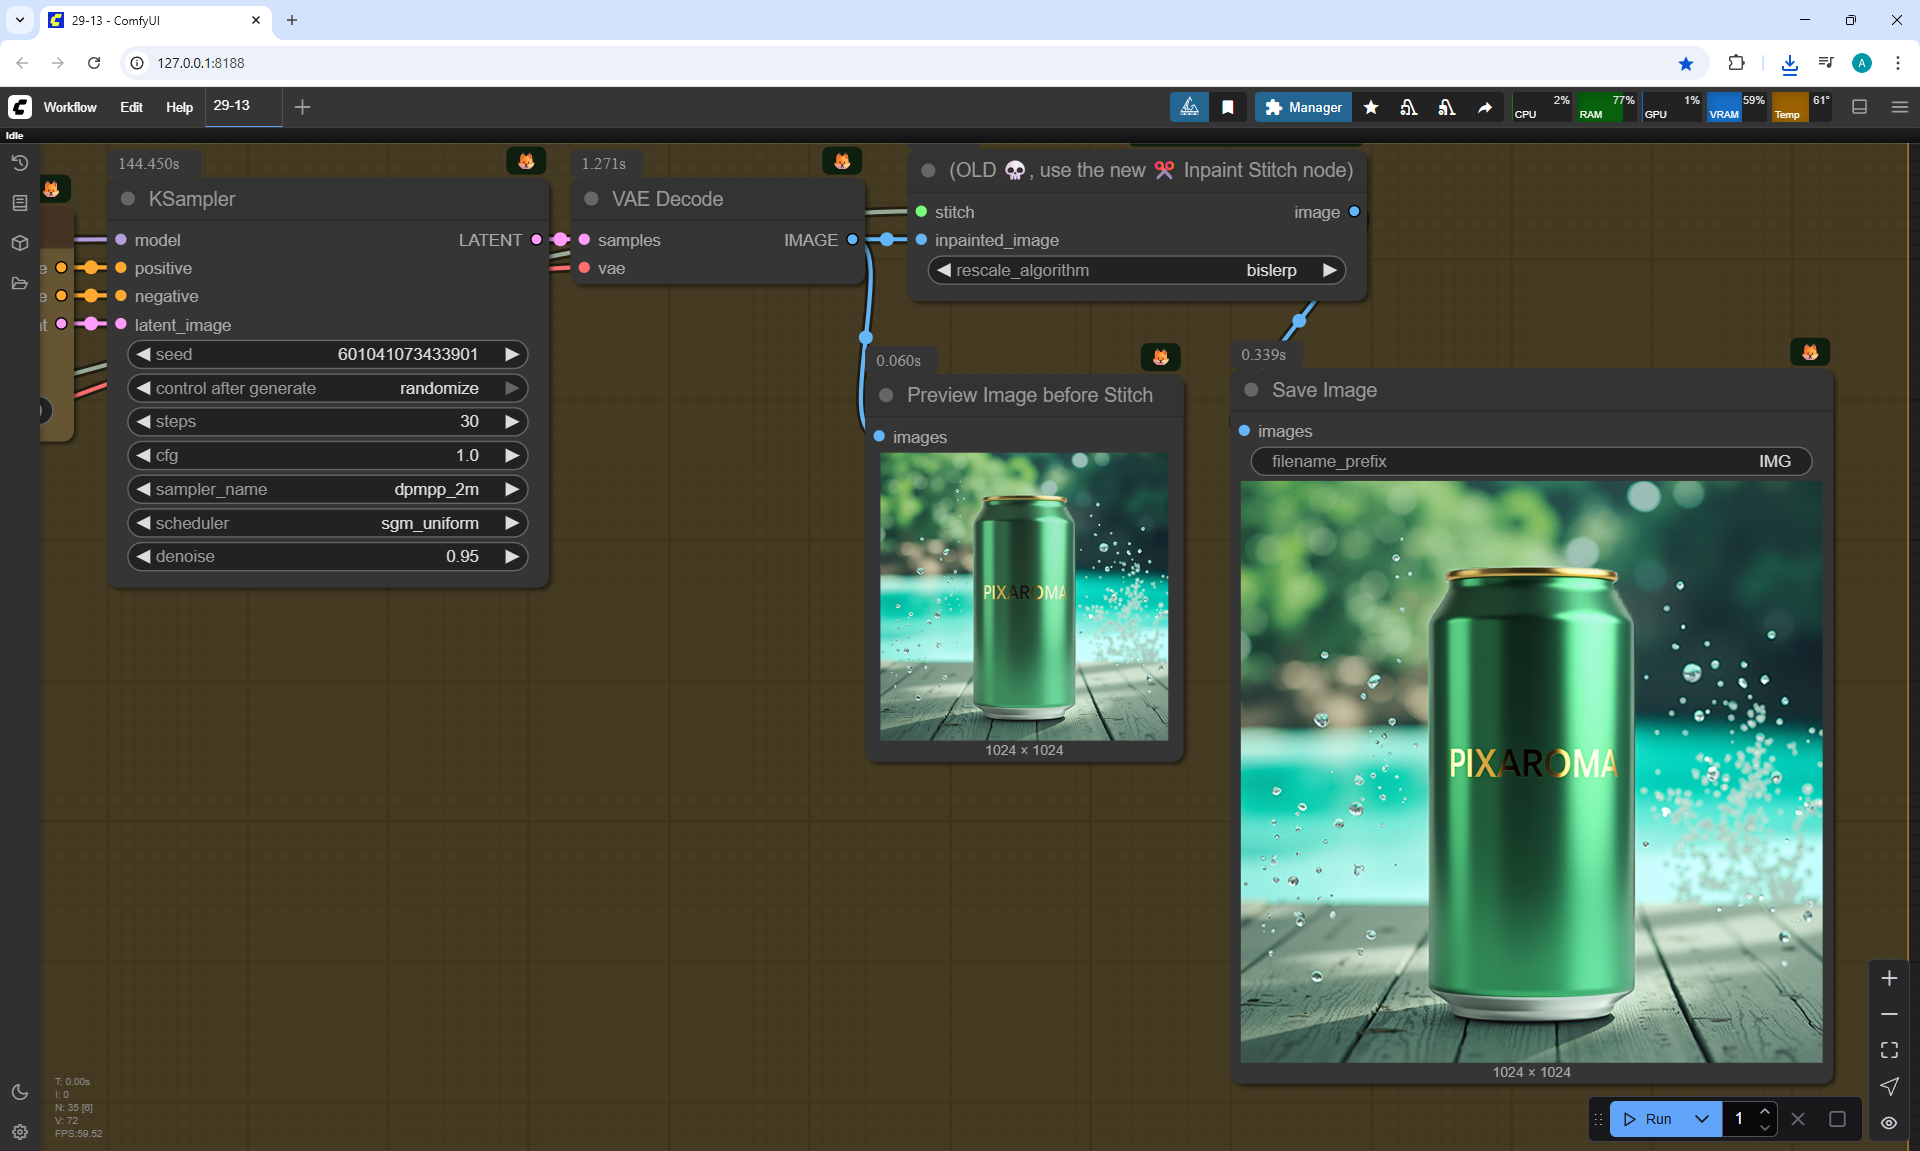 29-13 - ComfyUI
127.0.0.1:8188
Workflow Edit Help 29-13
Manager
CPU 2% RAM 77% GPU 1% VRAM 59% Temp 61°
Idle
144.450s
KSampler
model LATENT
positive
negative
latent_image
seed 601041073433901
control after generate randomize
steps 30
cfg 1.0
sampler_name dpmpp_2m
scheduler sgm_uniform
denoise 0.95
1.271s
VAE Decode
samples IMAGE
vae
(OLD 💀, use the new ✂️ Inpaint Stitch node)
stitch image
inpainted_image
rescale_algorithm bislerp
0.060s
Preview Image before Stitch
images
PIXAROMA
1024 × 1024
0.339s
Save Image
images
filename_prefix IMG
PIXAROMA
1024 × 1024
T: 0.00s
I: 0
N: 35 [6]
V: 72
FPS:59.52
Run 1
A